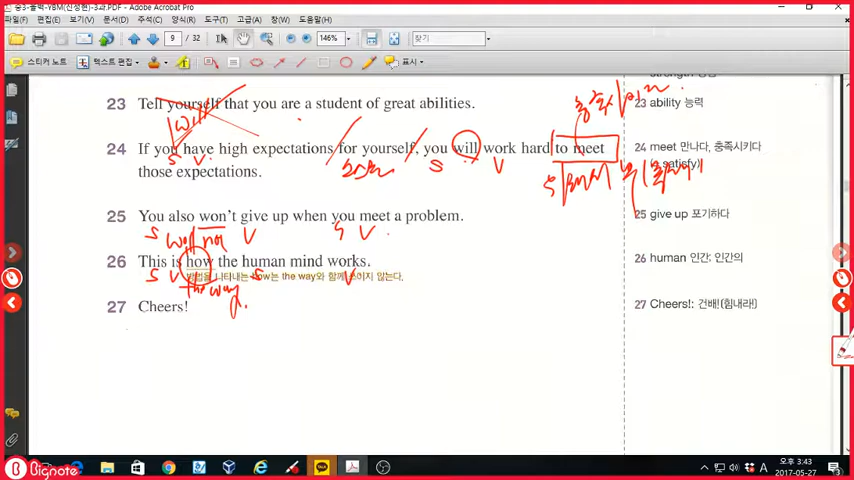 중3-볼륨-YBM(신정현)-3과.PDF - Adobe Acrobat Pro
파일(F) 편집(E) 보기(V) 문서(D) 주석(C) 양식(R) 도구(T) 고급(A) 창(W) 도움말(H)
9 / 32 146% 찾기
스티커 노트 텍스트 편집 표시
23 Tell yourself that you are a student of great abilities.
23 ability 능력
will
24 If you have high expectations for yourself, you will work hard to meet
those expectations.
24 meet 만나다, 충족시키다
(= satisfy)
S V S V
25 You also won't give up when you meet a problem.
25 give up 포기하다
S will not V S V
26 This is how the human mind works.
26 human 인간; 인간의
방법을 나타내는 how는 the way와 함께 쓰이지 않는다.
S V S V
the way
27 Cheers!
27 Cheers!: 건배!(힘내라!)
Bignote
TALK
A
오후 3:43
2017-05-27